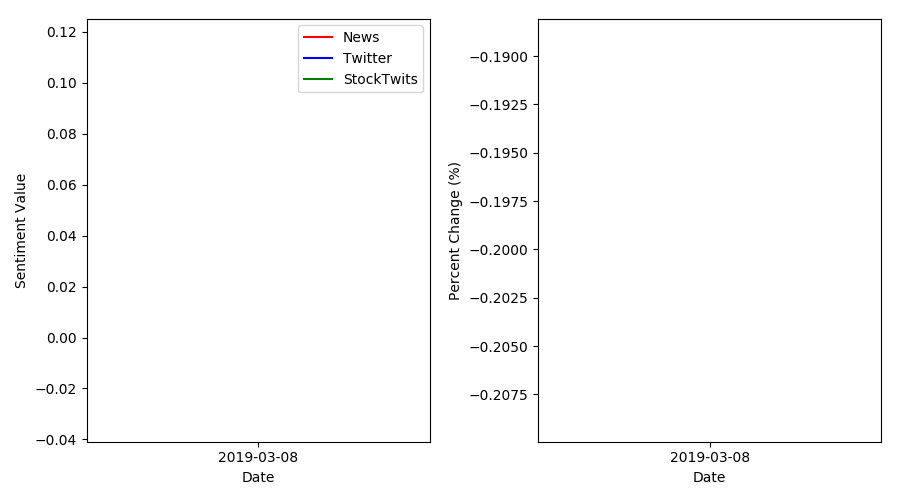 0.12
0.10
0.08
0.06
0.04
0.02
0.00
−0.02
−0.04
Sentiment Value
2019-03-08
Date
News
Twitter
StockTwits
−0.1900
−0.1925
−0.1950
−0.1975
−0.2000
−0.2025
−0.2050
−0.2075
Percent Change (%)
2019-03-08
Date